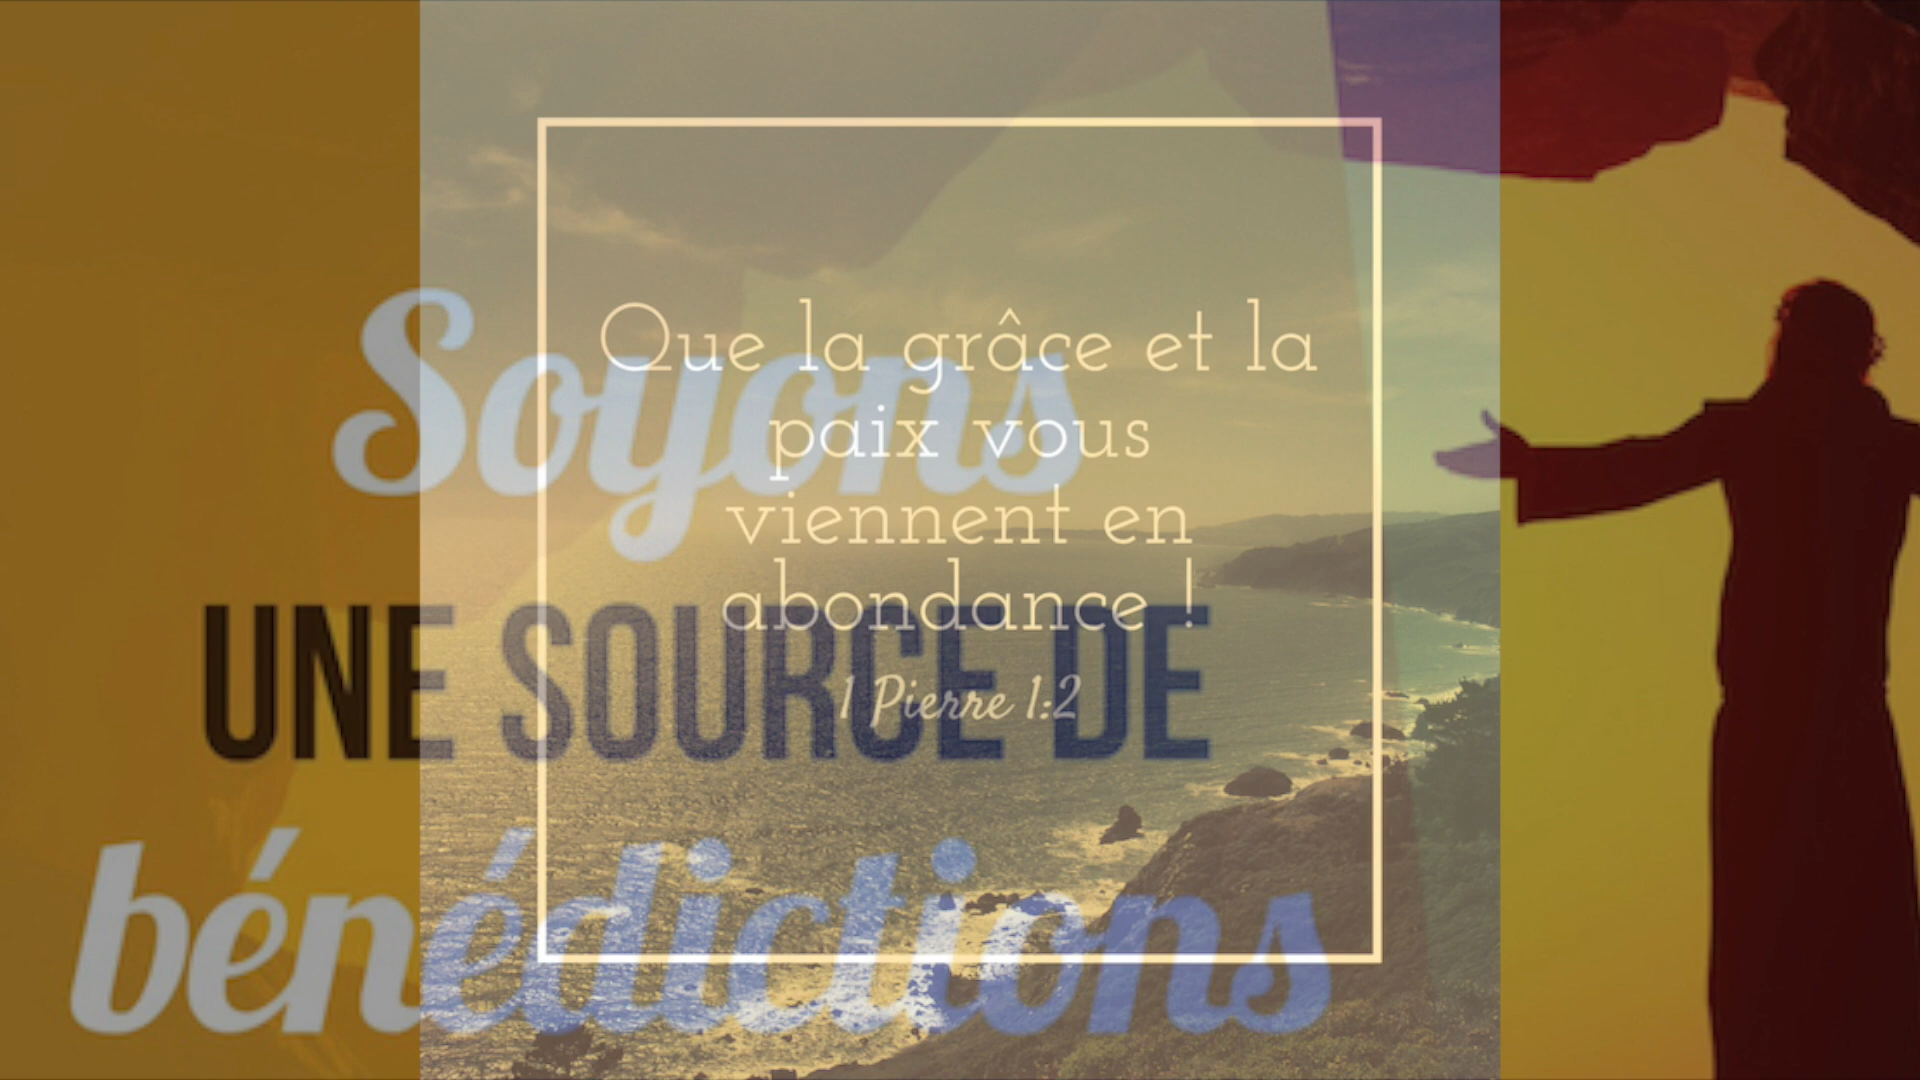 Que la grâce et la
paix vous
viennent en
abondance !
1 Pierre 1:2
Soyons
UNE SOURCE DE
bénédictions